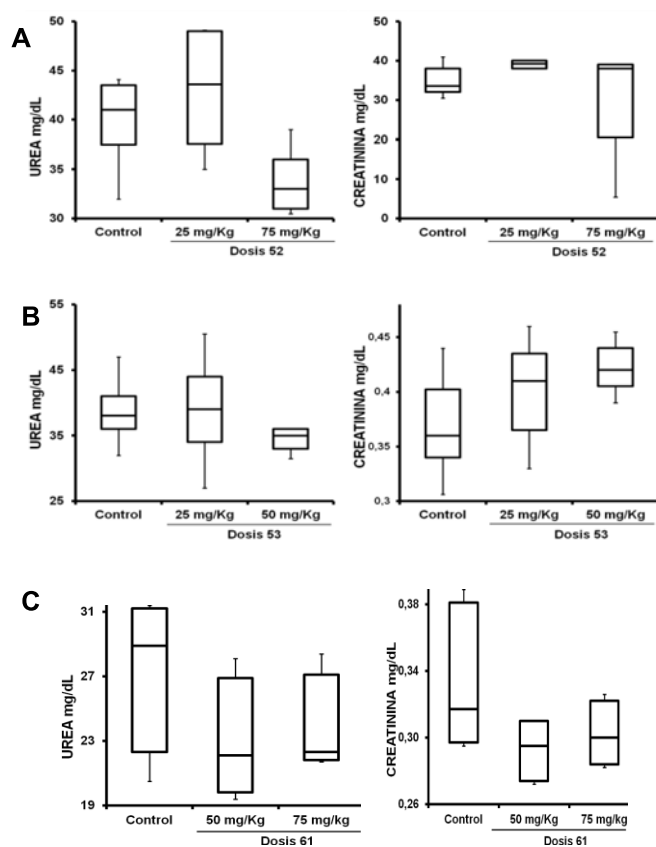 A
UREA mg/dL
50
45
40
35
30
Control
25 mg/Kg
75 mg/Kg
Dosis 52
CREATININA mg/dL
50
40
30
20
10
0
Control
25 mg/Kg
75 mg/Kg
Dosis 52
B
UREA mg/dL
55
45
35
25
Control
25 mg/Kg
50 mg/Kg
Dosis 53
CREATININA mg/dL
0,45
0,4
0,35
0,3
Control
25 mg/Kg
50 mg/Kg
Dosis 53
C
UREA mg/dL
31
27
23
19
Control
50 mg/Kg
75 mg/kg
Dosis 61
CREATININA mg/dL
0,38
0,34
0,30
0,26
Control
50 mg/Kg
75 mg/kg
Dosis 61